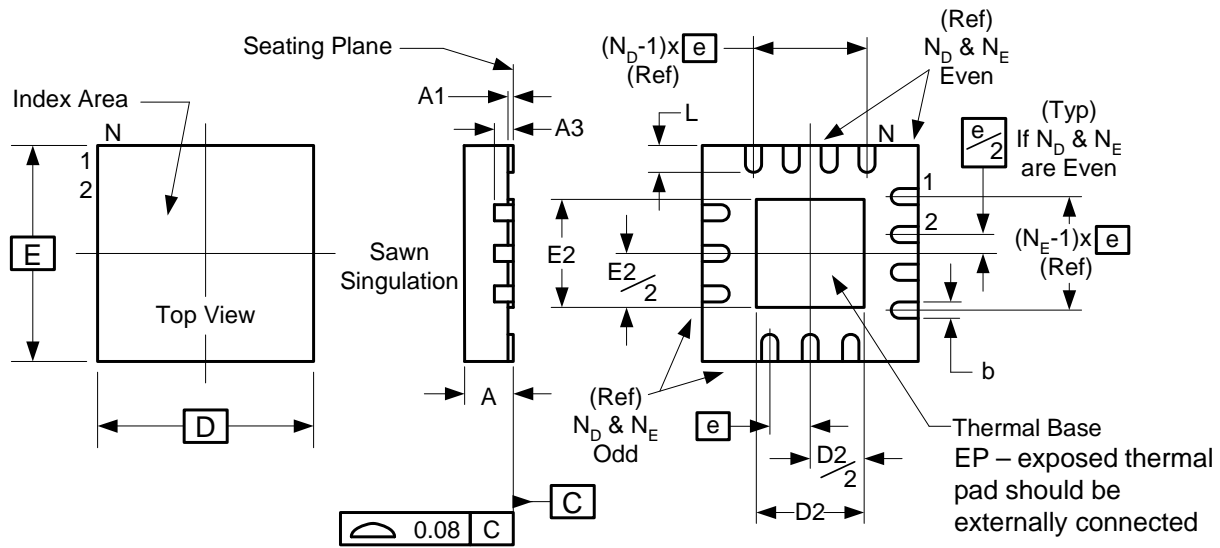 Seating Plane
Index Area
N
1
2
E
Top View
D
A1
A3
Sawn
Singulation
A
0.08 C
C
(N_D-1)x e
(Ref)
(Ref)
N_D & N_E
Even
L
N
e/2
(Typ)
If N_D & N_E
are Even
1
2
(N_E-1)x e
(Ref)
E2
E2/2
b
(Ref)
N_D & N_E
Odd
e
D2/2
D2
Thermal Base
EP – exposed thermal
pad should be
externally connected